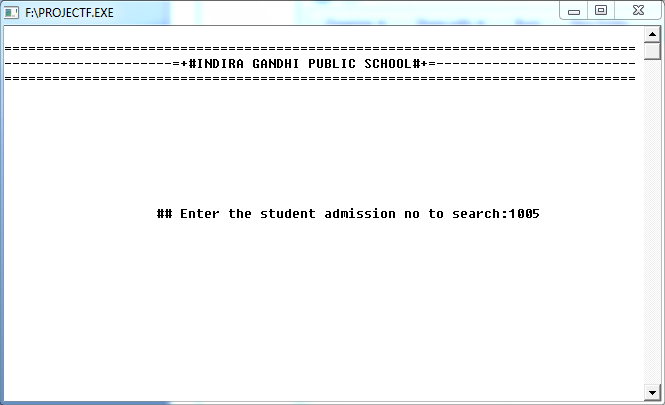 F:\PROJECTF.EXE
===============================================================================
---------------------=+#INDIRA GANDHI PUBLIC SCHOOL#+=-------------------------
===============================================================================
## Enter the student admission no to search:1005